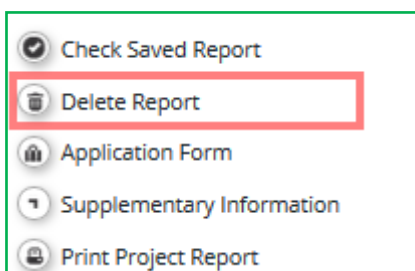 Check Saved Report
Delete Report
Application Form
Supplementary Information
Print Project Report